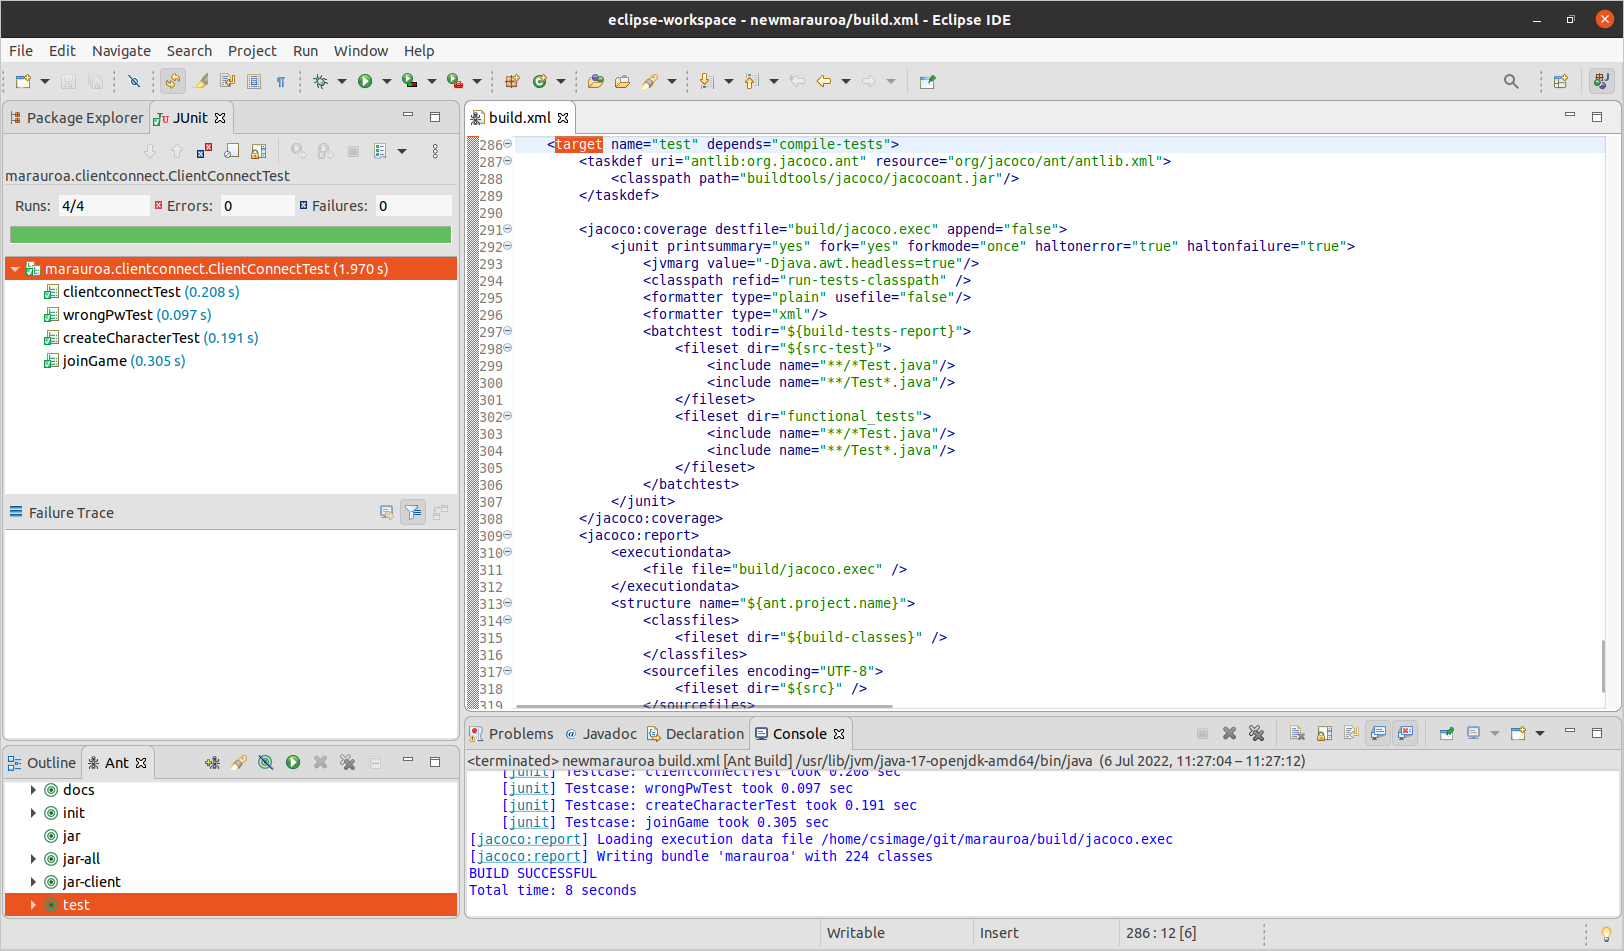 eclipse-workspace - newmarauroa/build.xml - Eclipse IDE
File Edit Navigate Search Project Run Window Help
Package Explorer JUnit
marauroa.clientconnect.ClientConnectTest
Runs: 4/4 Errors: 0 Failures: 0
marauroa.clientconnect.ClientConnectTest (1.970 s)
clientconnectTest (0.208 s)
wrongPwTest (0.097 s)
createCharacterTest (0.191 s)
joinGame (0.305 s)
Failure Trace
Outline Ant
docs
init
jar
jar-all
jar-client
test
build.xml
286 <target name="test" depends="compile-tests">
287 <taskdef uri="antlib:org.jacoco.ant" resource="org/jacoco/ant/antlib.xml">
288 <classpath path="buildtools/jacoco/jacocoant.jar"/>
289 </taskdef>
290
291 <jacoco:coverage destfile="build/jacoco.exec" append="false">
292 <junit printsummary="yes" fork="yes" forkmode="once" haltonerror="true" haltonfailure="true">
293 <jvmarg value="-Djava.awt.headless=true"/>
294 <classpath refid="run-tests-classpath" />
295 <formatter type="plain" usefile="false"/>
296 <formatter type="xml"/>
297 <batchtest todir="${build-tests-report}">
298 <fileset dir="${src-test}">
299 <include name="**/*Test.java"/>
300 <include name="**/Test*.java"/>
301 </fileset>
302 <fileset dir="functional_tests">
303 <include name="**/*Test.java"/>
304 <include name="**/Test*.java"/>
305 </fileset>
306 </batchtest>
307 </junit>
308 </jacoco:coverage>
309 <jacoco:report>
310 <executiondata>
311 <file file="build/jacoco.exec" />
312 </executiondata>
313 <structure name="${ant.project.name}">
314 <classfiles>
315 <fileset dir="${build-classes}" />
316 </classfiles>
317 <sourcefiles encoding="UTF-8">
318 <fileset dir="${src}" />
319 </sourcefiles>
Problems Javadoc Declaration Console
<terminated> newmarauroa build.xml [Ant Build] /usr/lib/jvm/java-17-openjdk-amd64/bin/java (6 Jul 2022, 11:27:04 – 11:27:12)
[junit] Testcase: clientconnectTest took 0.208 sec
[junit] Testcase: wrongPwTest took 0.097 sec
[junit] Testcase: createCharacterTest took 0.191 sec
[junit] Testcase: joinGame took 0.305 sec
[jacoco:report] Loading execution data file /home/csimage/git/marauroa/build/jacoco.exec
[jacoco:report] Writing bundle 'marauroa' with 224 classes
BUILD SUCCESSFUL
Total time: 8 seconds
Writable Insert 286 : 12 [6]